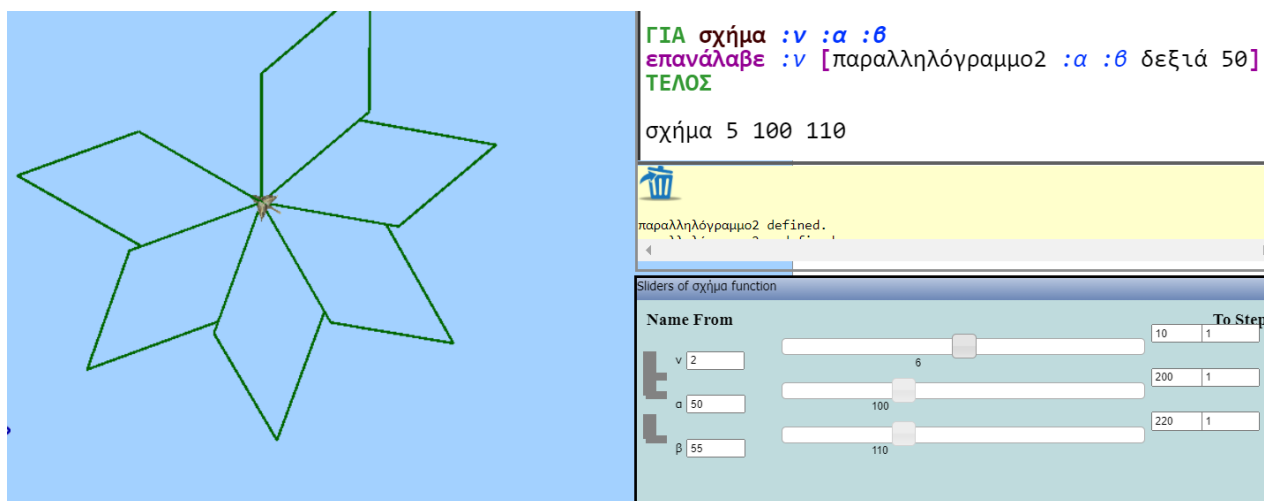 ΓΙΑ σχήμα :ν :α :β
επανάλαβε :ν [παραλληλόγραμμο2 :α :β δεξιά 50]
ΤΕΛΟΣ
σχήμα 5 100 110
παραλληλόγραμμο2 defined.
Sliders of σχήμα function
Name From To Step
ν 2 6 10 1
α 50 100 200 1
β 55 110 220 1